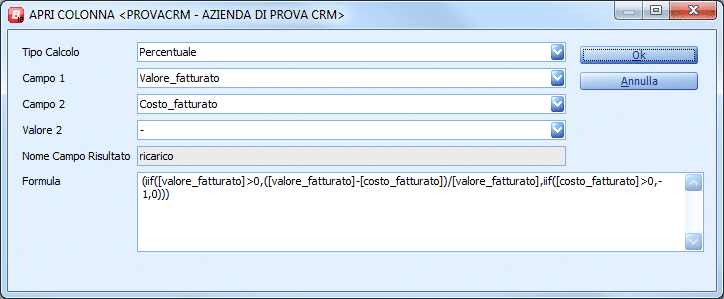 APRI COLONNA <PROVACRM - AZIENDA DI PROVA CRM>
Tipo Calcolo Percentuale Ok
Campo 1 Valore_fatturato Annulla
Campo 2 Costo_fatturato
Valore 2 -
Nome Campo Risultato ricarico
Formula (iif([valore_fatturato]>0,([valore_fatturato]-[costo_fatturato])/[valore_fatturato],iif([costo_fatturato]>0,-
1,0)))